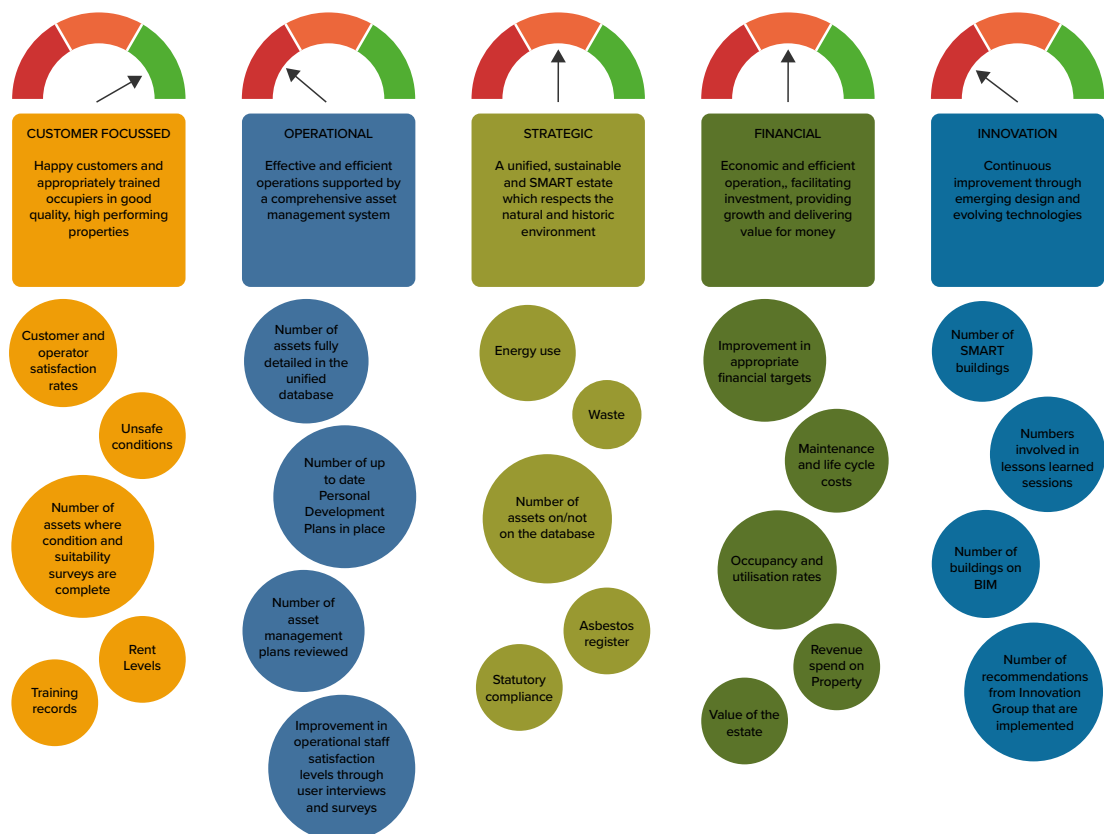 CUSTOMER FOCUSSED
Happy customers and
appropriately trained
occupiers in good
quality, high performing
properties
OPERATIONAL
Effective and efficient
operations supported by
a comprehensive asset
management system
STRATEGIC
A unified, sustainable
and SMART estate
which respects the
natural and historic
environment
FINANCIAL
Economic and efficient
operation,, facilitating
investment, providing
growth and delivering
value for money
INNOVATION
Continuous
improvement through
emerging design and
evolving technologies
Customer and
operator
satisfaction
rates
Unsafe
conditions
Number of
assets where
condition and
suitability
surveys are
complete
Rent
Levels
Training
records
Number of
assets fully
detailed in the
unified
database
Number of up
to date
Personal
Development
Plans in place
Number of
asset
management
plans reviewed
Improvement in
operational staff
satisfaction
levels through
user interviews
and surveys
Energy use
Waste
Number of
assets on/not
on the database
Asbestos
register
Statutory
compliance
Improvement in
appropriate
financial targets
Maintenance
and life cycle
costs
Occupancy and
utilisation rates
Revenue
spend on
Property
Value of the
estate
Number of
SMART
buildings
Numbers
involved in
lessons learned
sessions
Number of
buildings on
BIM
Number of
recommendations
from Innovation
Group that are
implemented